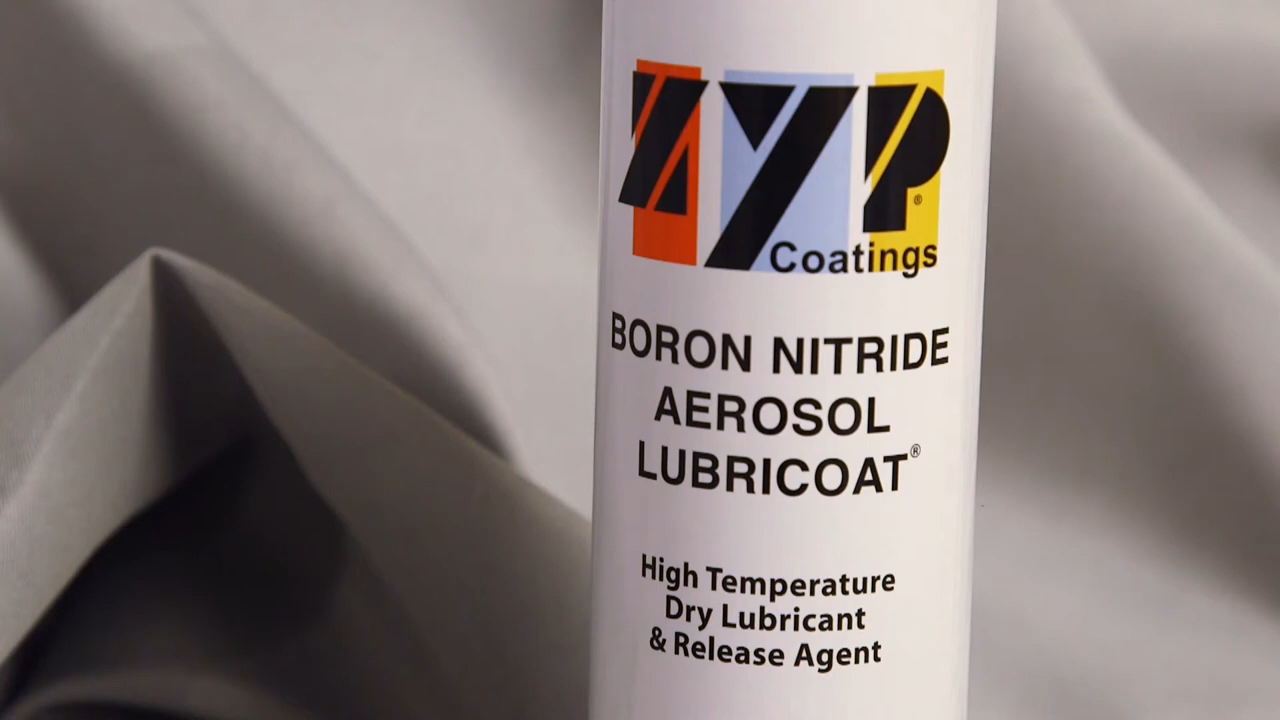 ZYP®
Coatings
BORON NITRIDE
AEROSOL
LUBRICOAT®
High Temperature
Dry Lubricant
& Release Agent